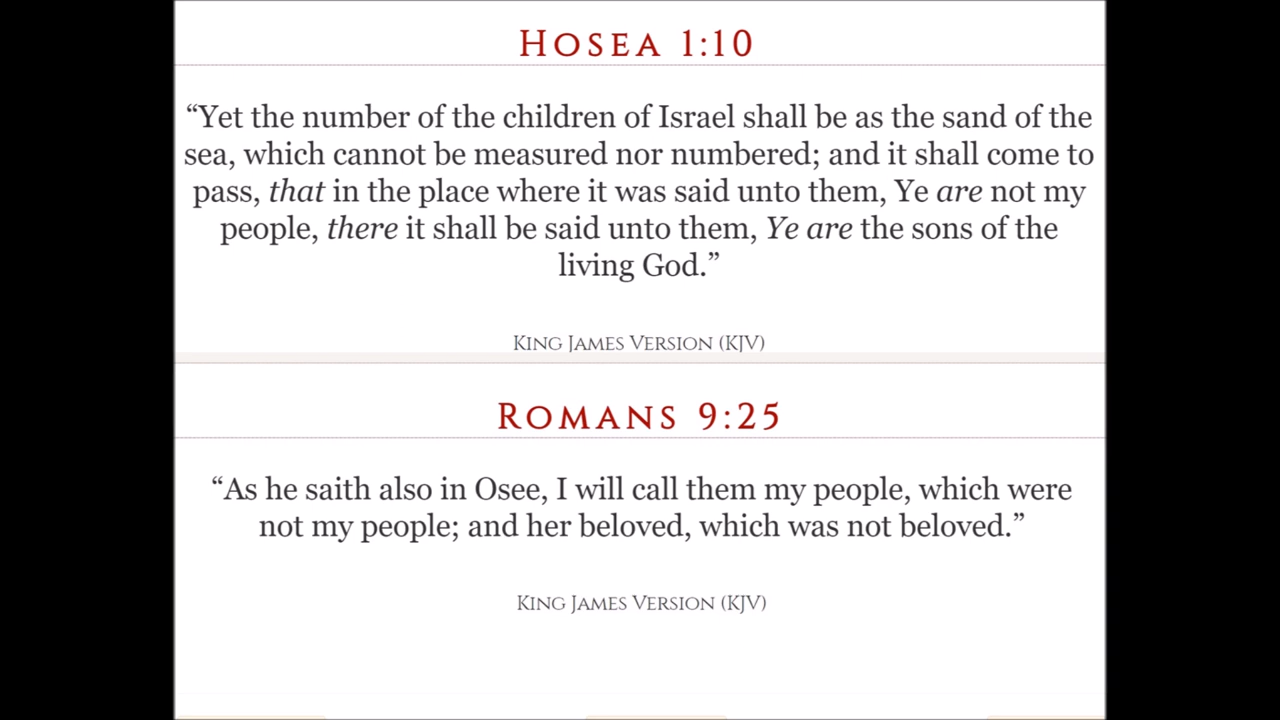 Hosea 1:10
“Yet the number of the children of Israel shall be as the sand of the
sea, which cannot be measured nor numbered; and it shall come to
pass, that in the place where it was said unto them, Ye are not my
people, there it shall be said unto them, Ye are the sons of the
living God.”
King James Version (KJV)
Romans 9:25
“As he saith also in Osee, I will call them my people, which were
not my people; and her beloved, which was not beloved.”
King James Version (KJV)